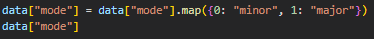 data["mode"] = data["mode"].map({0: "minor", 1: "major"})
data["mode"]